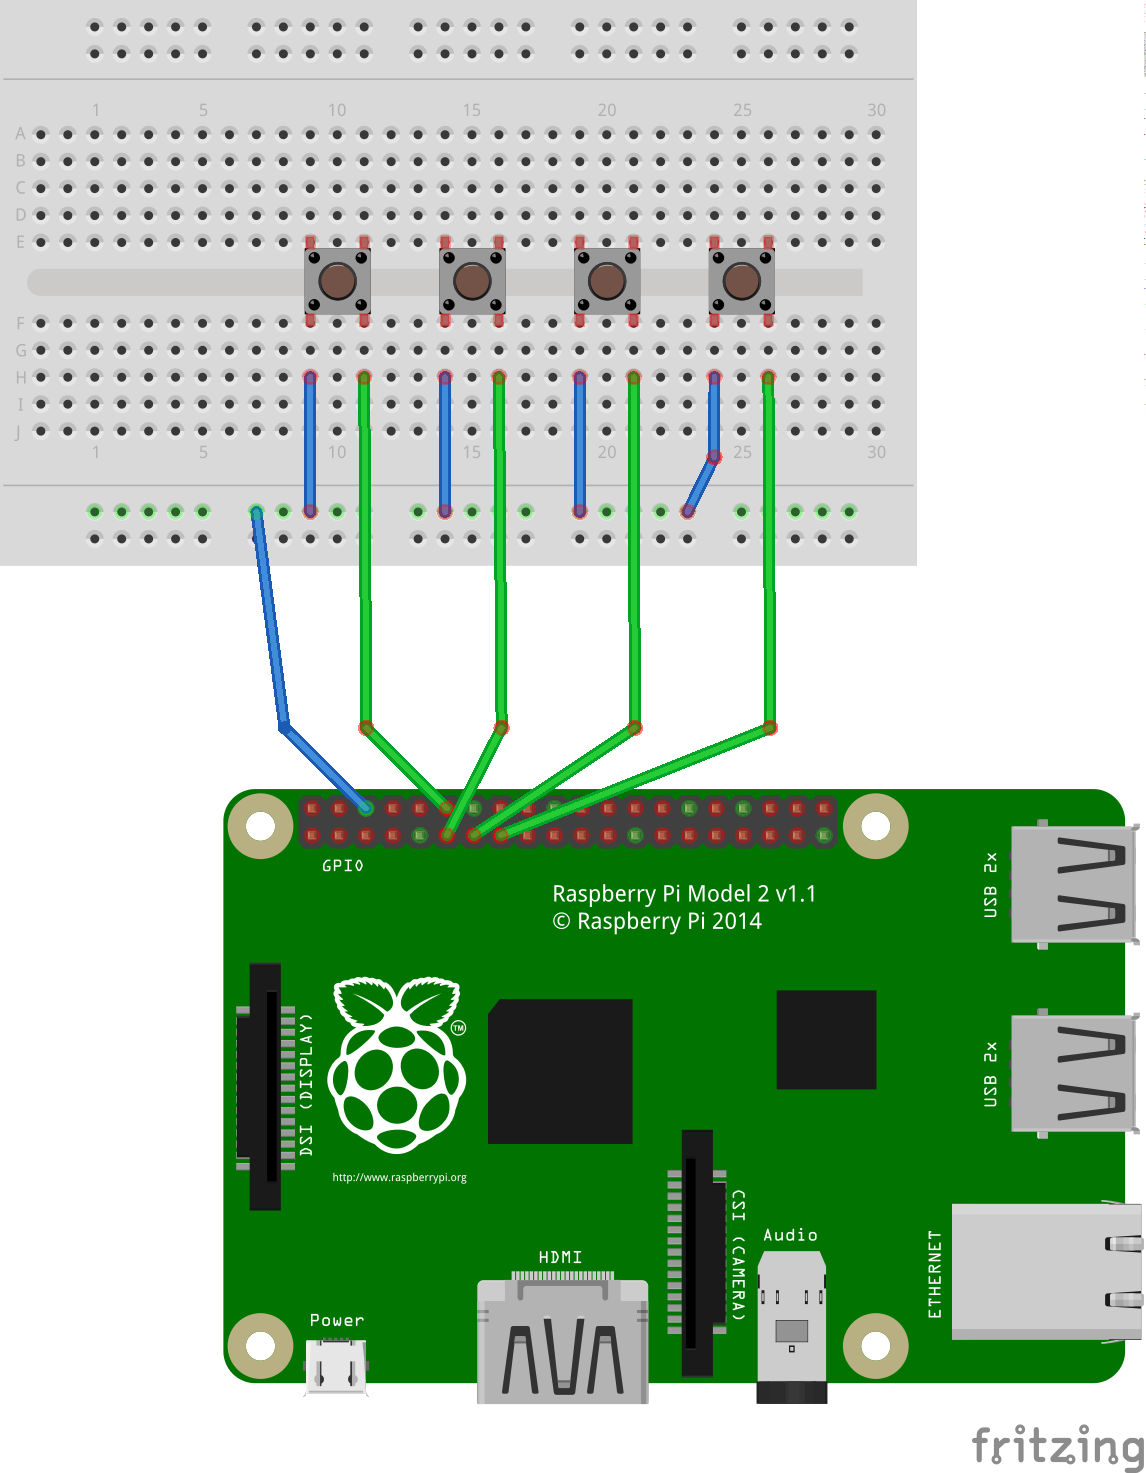 1 5 10 15 20 25 30
A
B
C
D
E
F
G
H
I
J
1 5 10 15 20 25 30
GPIO
Raspberry Pi Model 2 v1.1
© Raspberry Pi 2014
USB 2x
DSI (DISPLAY)
TM
USB 2x
http://www.raspberrypi.org
CSI (CAMERA)
Audio
ETHERNET
HDMI
Power
fritzing